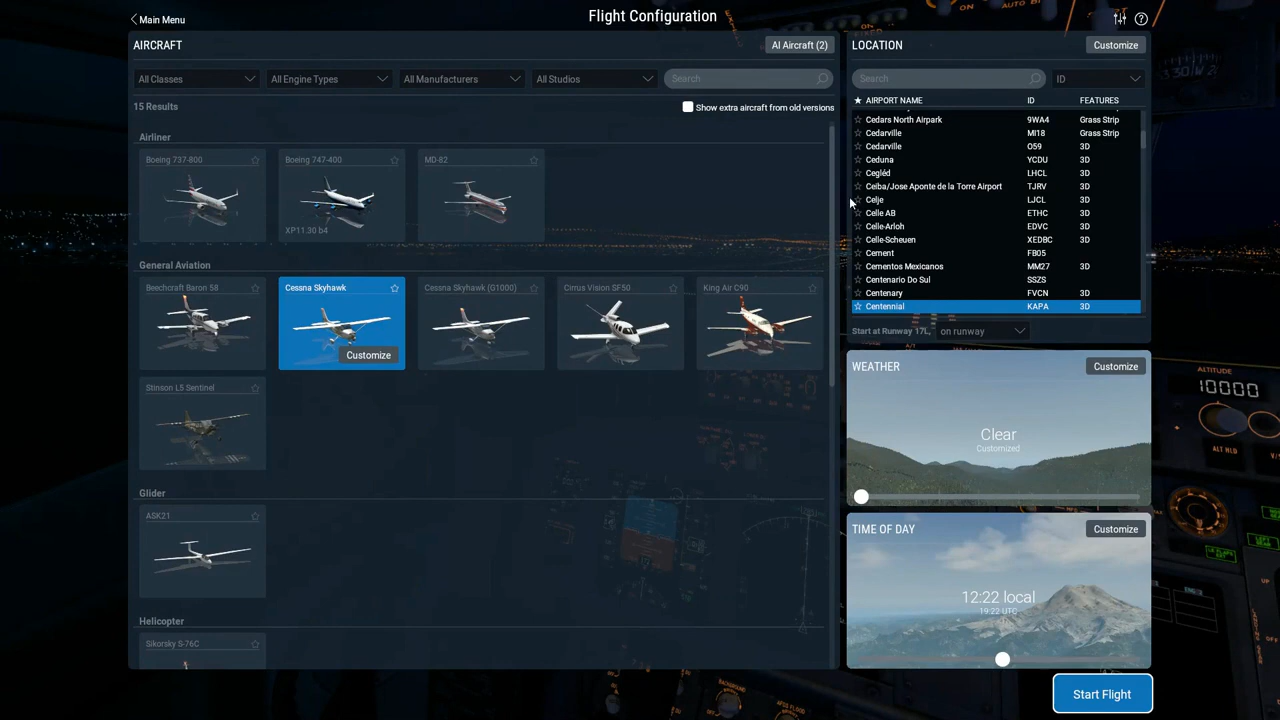 Main Menu
Flight Configuration
AIRCRAFT
AI Aircraft (2)
All Classes
All Engine Types
All Manufacturers
All Studios
Search
15 Results
Show extra aircraft from old versions
Airliner
Boeing 737-800
Boeing 747-400
XP11.30 b4
MD-82
General Aviation
Beechcraft Baron 58
Cessna Skyhawk
Customize
Cessna Skyhawk (G1000)
Cirrus Vision SF50
King Air C90
Stinson L5 Sentinel
Glider
ASK21
Helicopter
Sikorsky S-76C
LOCATION
Customize
Search
ID
AIRPORT NAME ID FEATURES
Cedars North Airpark 9WA4 Grass Strip
Cedarville MI18 Grass Strip
Cedarville O59 3D
Ceduna YCDU 3D
Cegléd LHCL 3D
Ceiba/Jose Aponte de la Torre Airport TJRV 3D
Celje LJCL 3D
Celle AB ETHC 3D
Celle-Arloh EDVC 3D
Celle-Scheuen XEDBC 3D
Cement FB05
Cementos Mexicanos MM27 3D
Centenario Do Sul SSZS
Centenary FVCN 3D
Centennial KAPA 3D
Start at Runway 17L,
on runway
WEATHER
Customize
Clear
Customized
TIME OF DAY
Customize
12:22 local
19:22 UTC
Start Flight
ALTITUDE
10000
ALT HLD